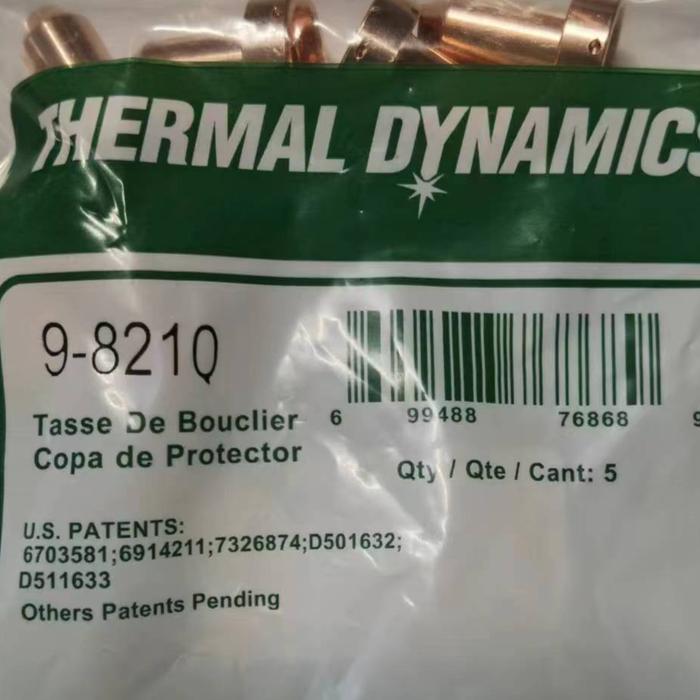 THERMAL DYNAMICS
9-8210
Tasse De Bouclier
Copa de Protector
6 99488 76868 9
Qty / Qte / Cant: 5
U.S. PATENTS:
6703581;6914211;7326874;D501632;
D511633
Others Patents Pending